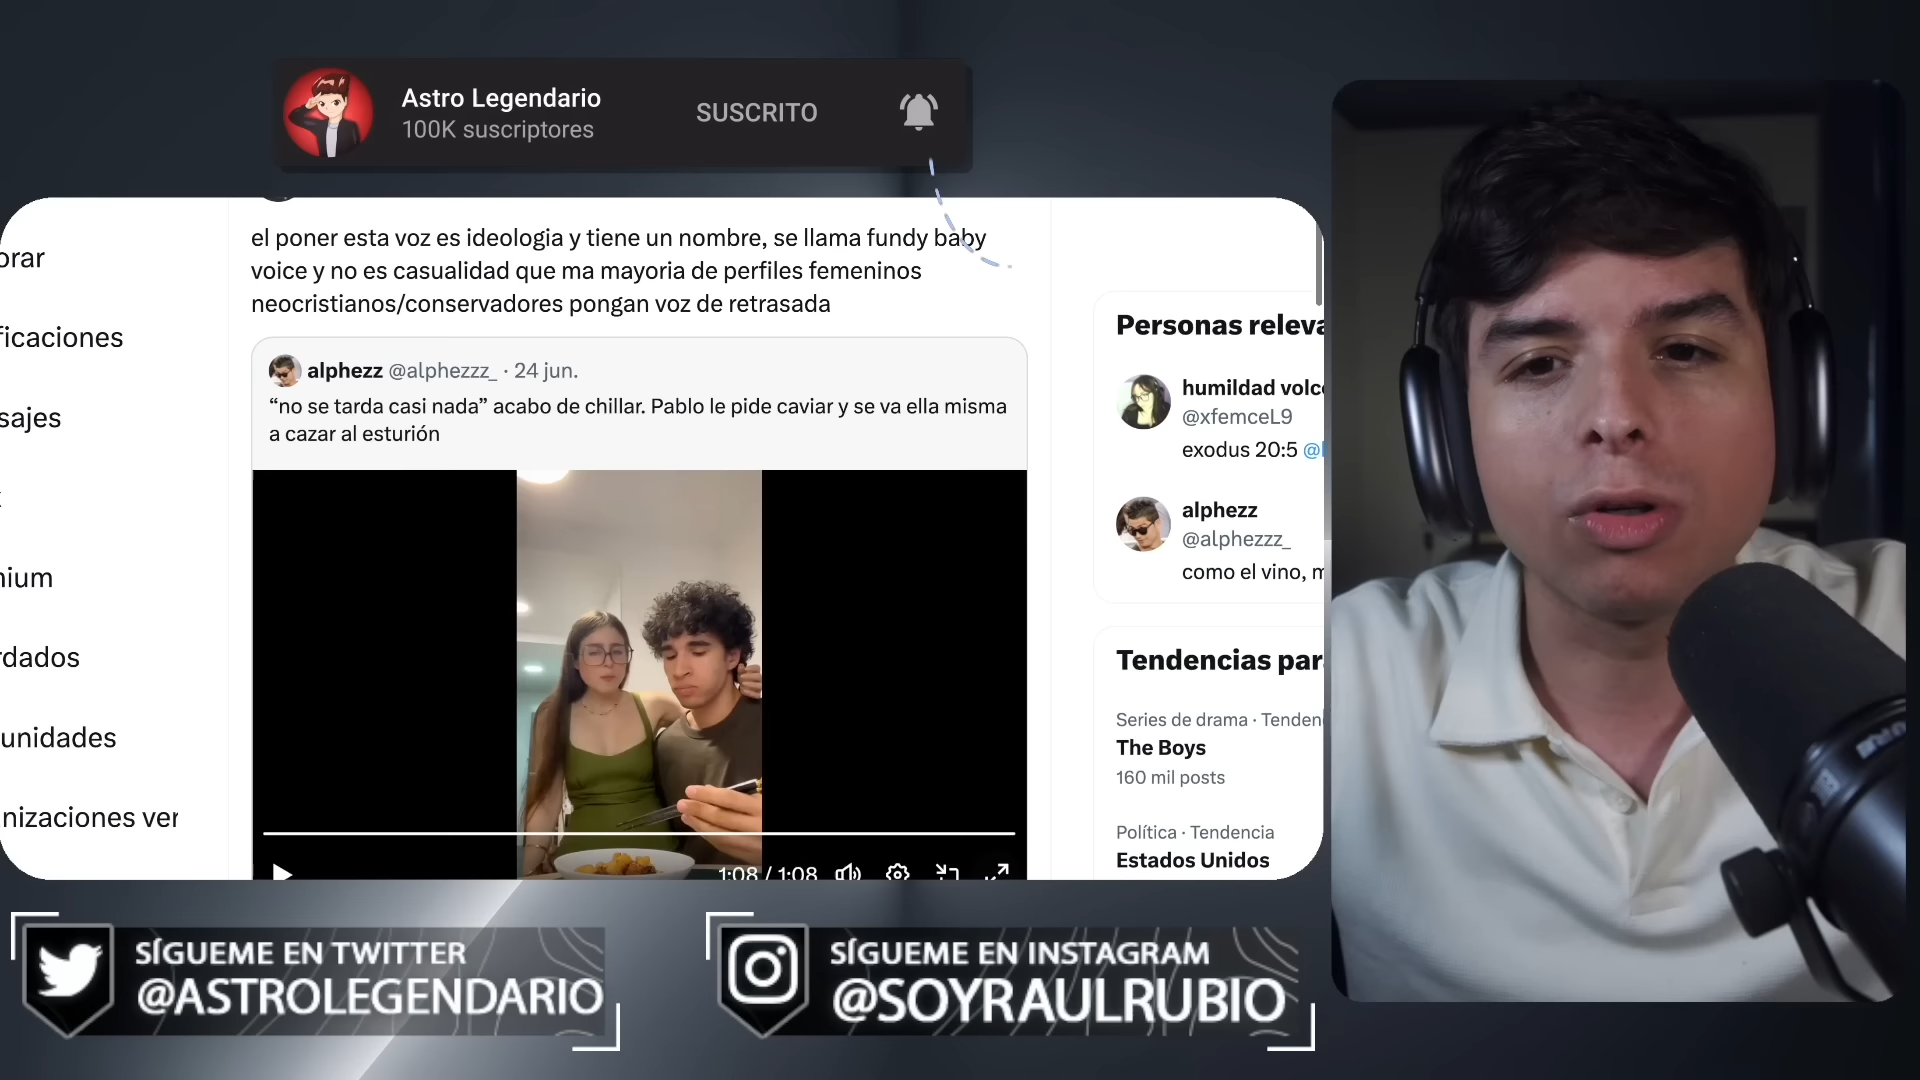 Astro Legendario
100K suscriptores
SUSCRITO
el poner esta voz es ideologia y tiene un nombre, se llama fundy baby
voice y no es casualidad que ma mayoria de perfiles femeninos
neocristianos/conservadores pongan voz de retrasada
alphezz @alphezzz_ · 24 jun.
“no se tarda casi nada” acabo de chillar. Pablo le pide caviar y se va ella misma
a cazar al esturión
1:08 / 1:08
orar
ficaciones
sajes
nium
rdados
unidades
nizaciones ver
Personas releva
humildad volc
@xfemceL9
exodus 20:5 @
alphezz
@alphezzz_
como el vino, m
Tendencias par
Series de drama · Tenden
The Boys
160 mil posts
Política · Tendencia
Estados Unidos
SÍGUEME EN TWITTER
@ASTROLEGENDARIO
SÍGUEME EN INSTAGRAM
@SOYRAULRUBIO